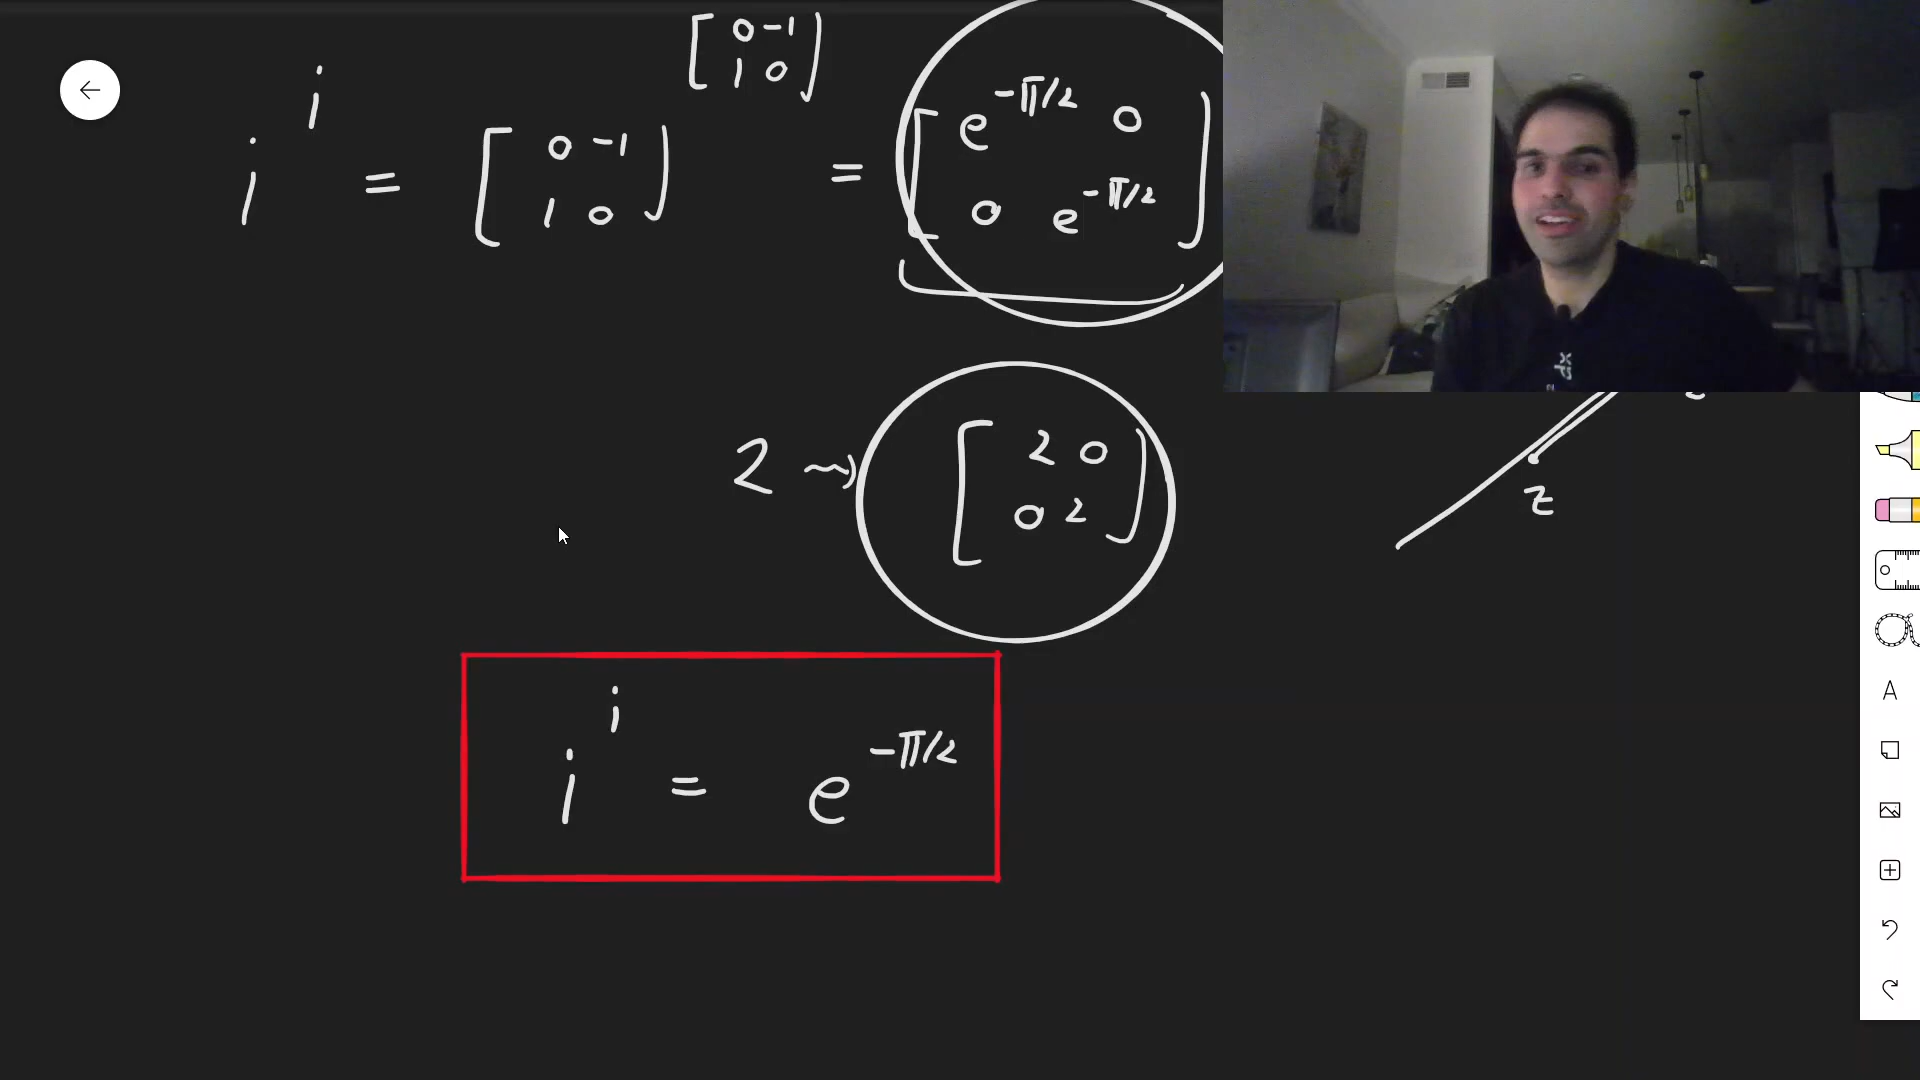 i^i = [0 -1
1 0]^[0 -1
1 0] = [e^{-π/2} 0
0 e^{-π/2}]
2 ⤳ [2 0
0 2]
z
i^i = e^{-π/2}
A